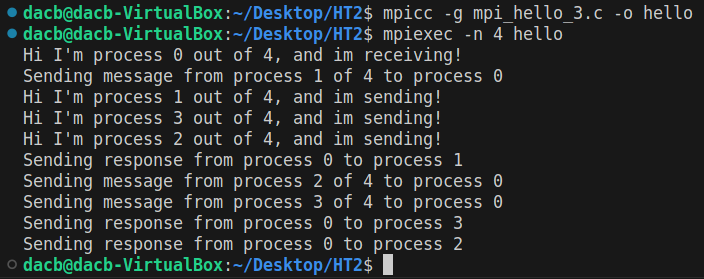 dacb@dacb-VirtualBox:~/Desktop/HT2$ mpicc -g mpi_hello_3.c -o hello
dacb@dacb-VirtualBox:~/Desktop/HT2$ mpiexec -n 4 hello
Hi I'm process 0 out of 4, and im receiving!
Sending message from process 1 of 4 to process 0
Hi I'm process 1 out of 4, and im sending!
Hi I'm process 3 out of 4, and im sending!
Hi I'm process 2 out of 4, and im sending!
Sending response from process 0 to process 1
Sending message from process 2 of 4 to process 0
Sending message from process 3 of 4 to process 0
Sending response from process 0 to process 3
Sending response from process 0 to process 2
dacb@dacb-VirtualBox:~/Desktop/HT2$